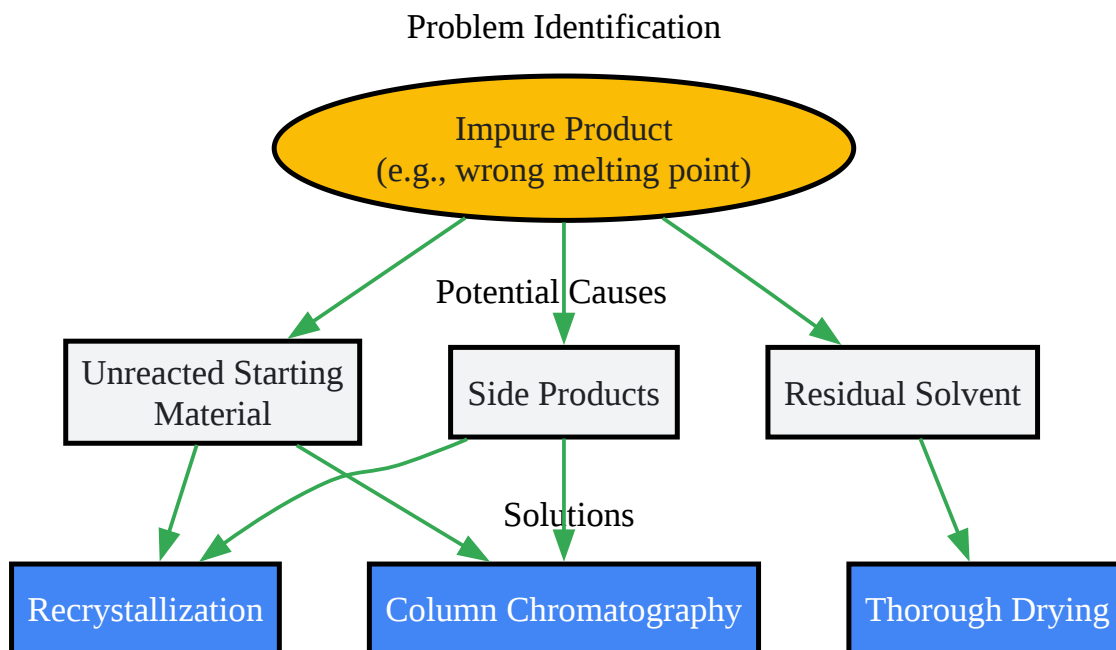 Problem Identification
Impure Product
(e.g., wrong melting point)
Potential Causes
Unreacted Starting
Material
Side Products
Residual Solvent
Solutions
Recrystallization
Column Chromatography
Thorough Drying